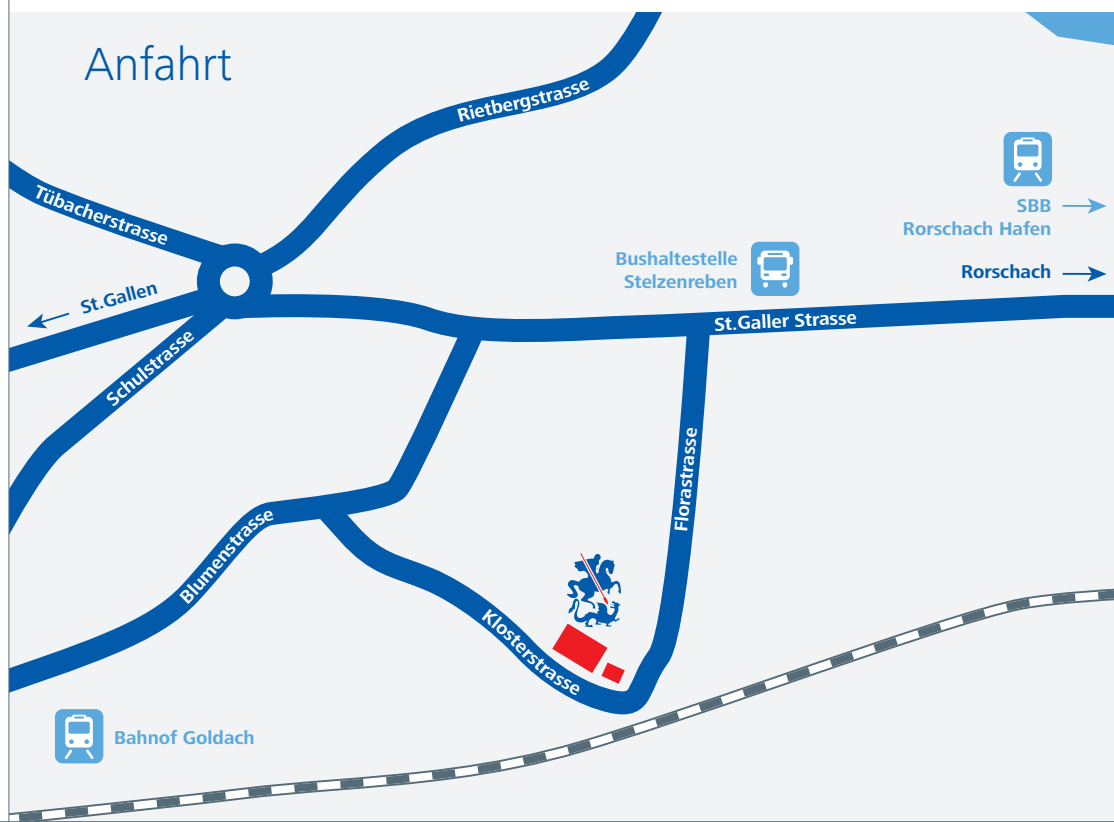 Anfahrt
Rietbergstrasse
Tübacherstrasse
SBB
Rorschach Hafen
Bushaltestelle
Stelzenreben
Rorschach
St.Gallen
St.Galler Strasse
Schulstrasse
Florastrasse
Blumenstrasse
Klosterstrasse
Bahnof Goldach